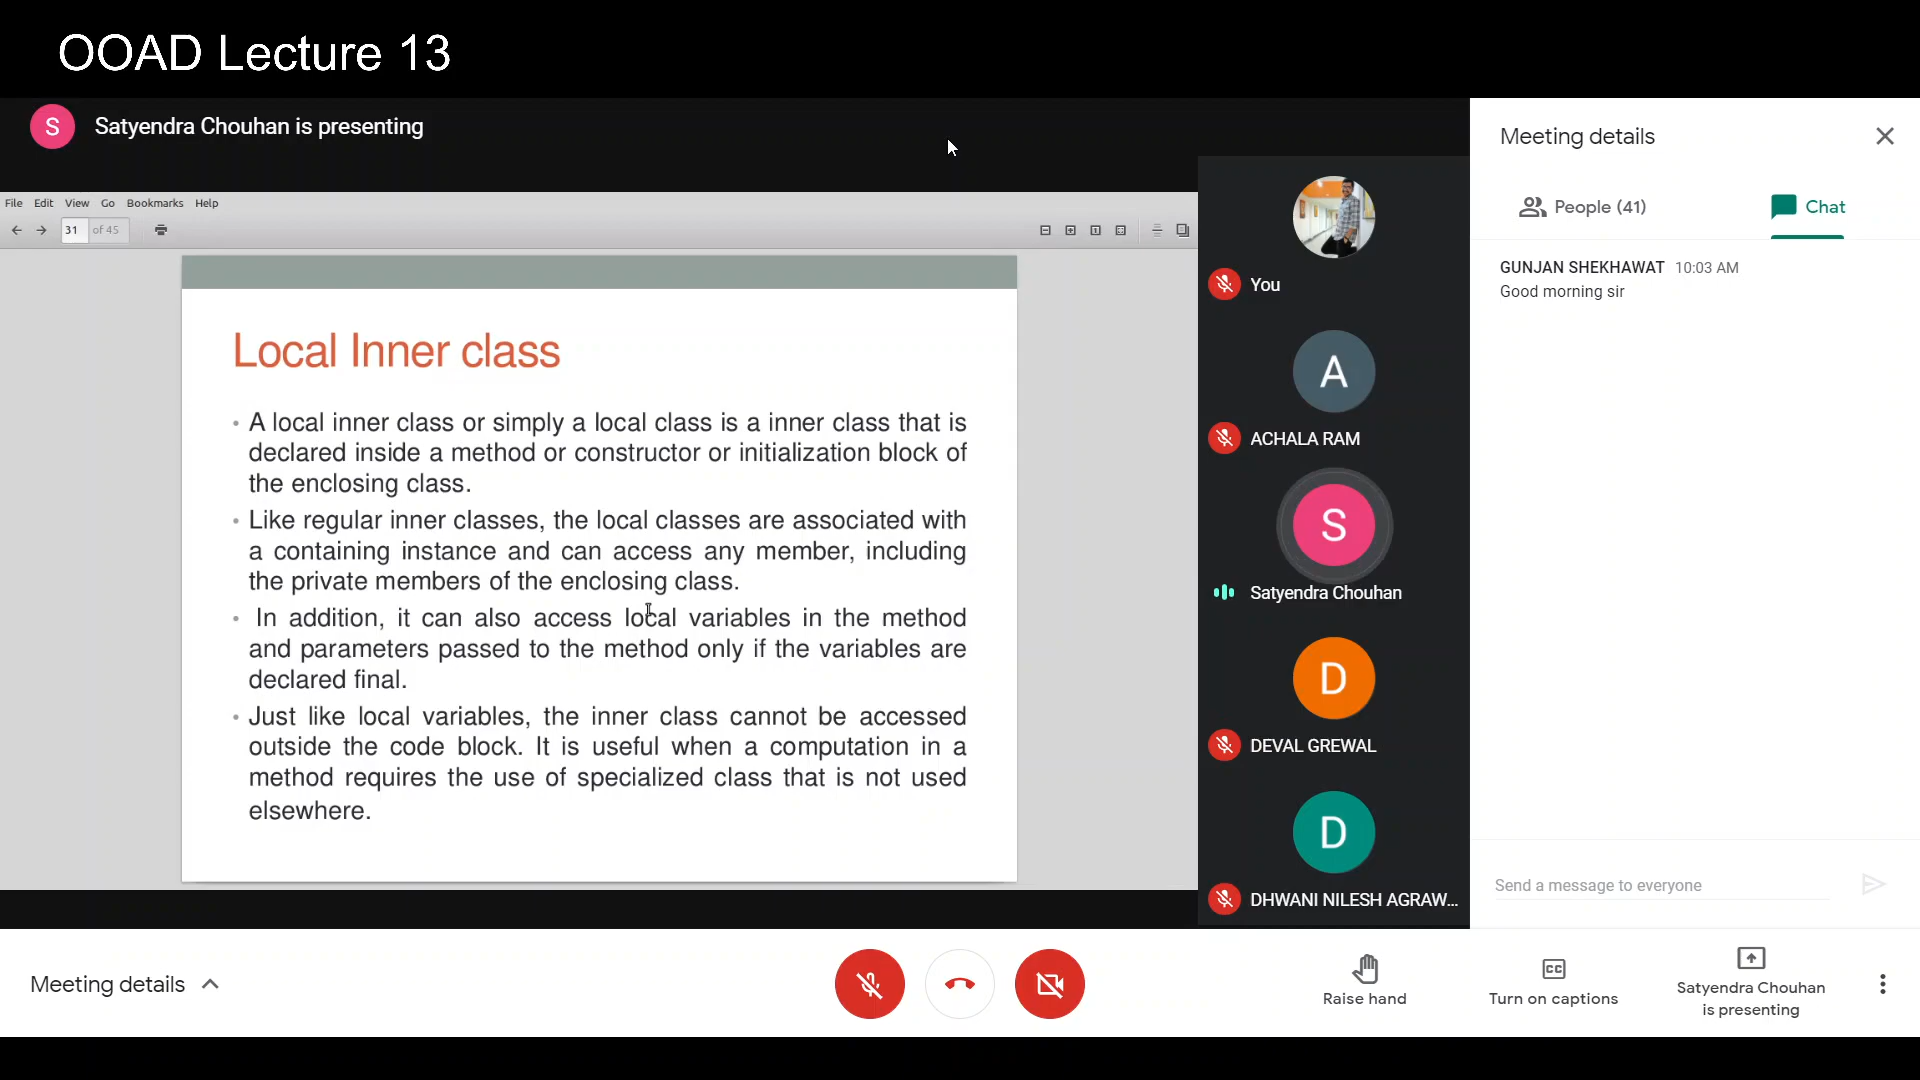 OOAD Lecture 13
S
Satyendra Chouhan is presenting
File Edit View Go Bookmarks Help
31 of 45
Local Inner class
• A local inner class or simply a local class is a inner class that is
declared inside a method or constructor or initialization block of
the enclosing class.
• Like regular inner classes, the local classes are associated with
a containing instance and can access any member, including
the private members of the enclosing class.
• In addition, it can also access local variables in the method
and parameters passed to the method only if the variables are
declared final.
• Just like local variables, the inner class cannot be accessed
outside the code block. It is useful when a computation in a
method requires the use of specialized class that is not used
elsewhere.
You
A
ACHALA RAM
S
Satyendra Chouhan
D
DEVAL GREWAL
D
DHWANI NILESH AGRAW...
Meeting details
People (41)
Chat
GUNJAN SHEKHAWAT 10:03 AM
Good morning sir
Send a message to everyone
Meeting details
Raise hand
CC
Turn on captions
Satyendra Chouhan
is presenting